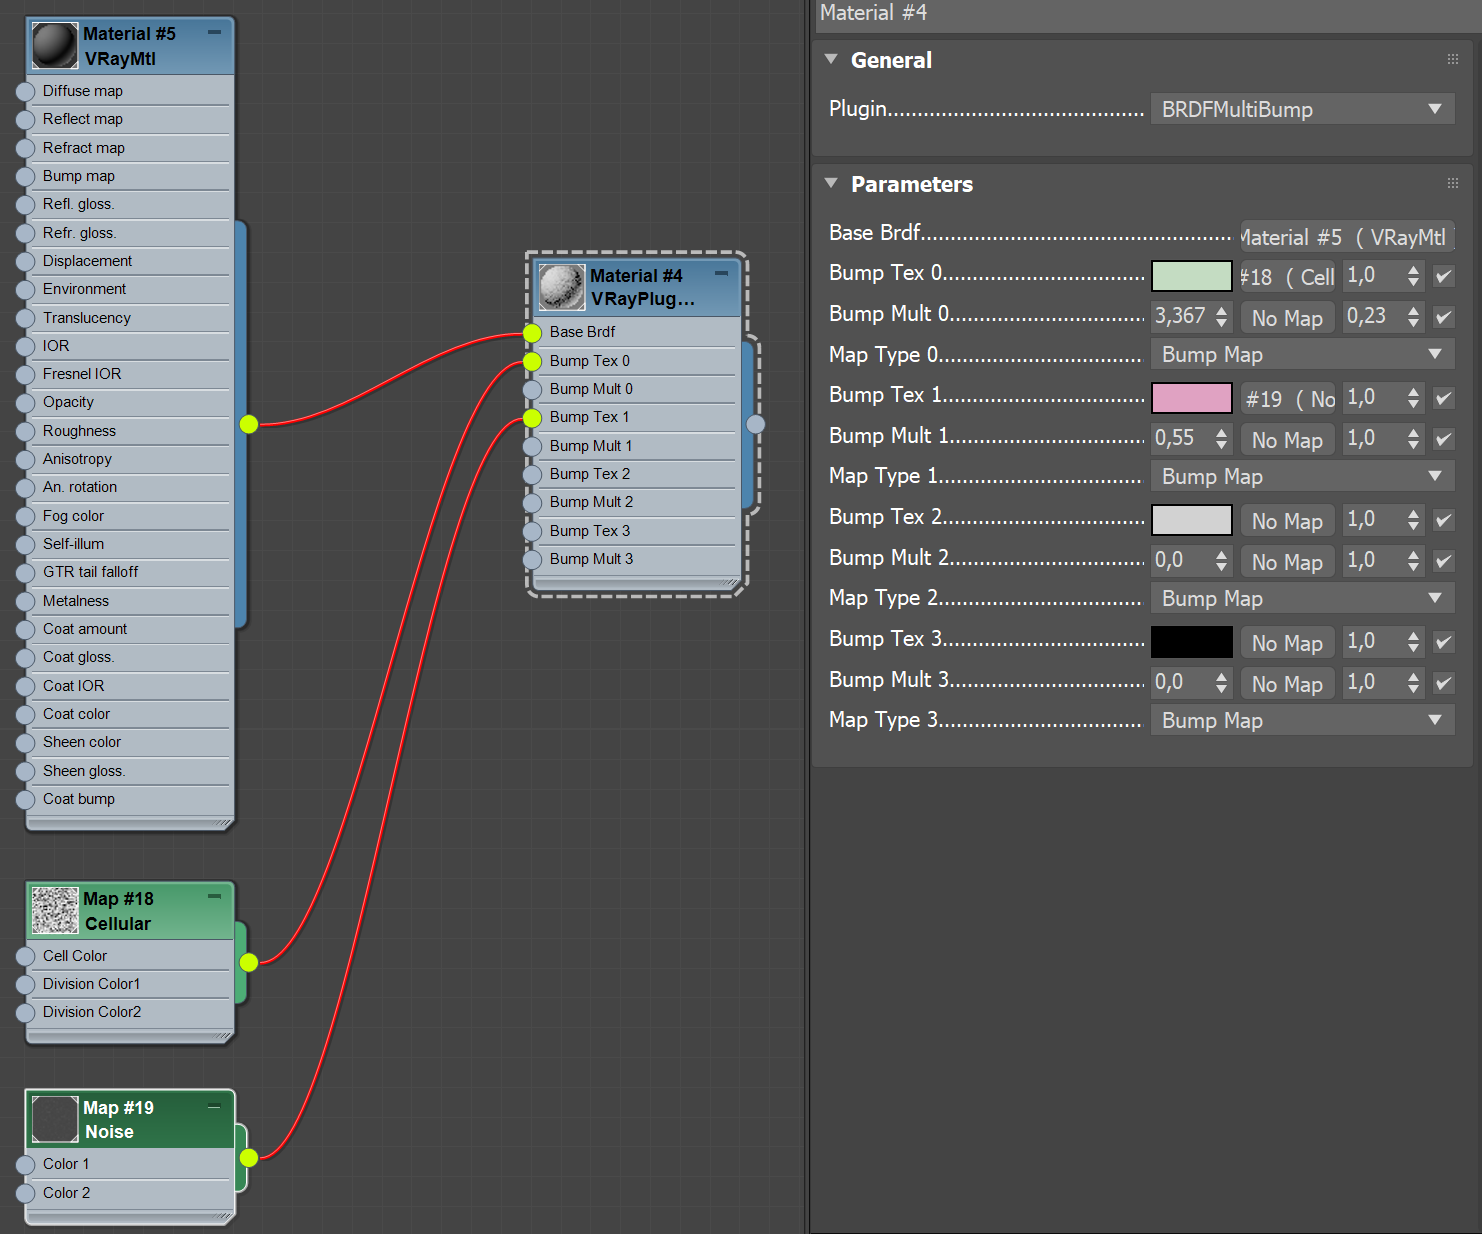 Material #5
VRayMtl
Diffuse map
Reflect map
Refract map
Bump map
Refl. gloss.
Refr. gloss.
Displacement
Environment
Translucency
IOR
Fresnel IOR
Opacity
Roughness
Anisotropy
An. rotation
Fog color
Self-illum
GTR tail falloff
Metalness
Coat amount
Coat gloss.
Coat IOR
Coat color
Sheen color
Sheen gloss.
Coat bump
Map #18
Cellular
Cell Color
Division Color1
Division Color2
Map #19
Noise
Color 1
Color 2
Material #4
VRayPlug...
Base Brdf
Bump Tex 0
Bump Mult 0
Bump Tex 1
Bump Mult 1
Bump Tex 2
Bump Mult 2
Bump Tex 3
Bump Mult 3
Material #4
General
Plugin BRDFMultiBump
Parameters
Base Brdf Material #5 ( VRayMtl
Bump Tex 0 #18 ( Cell 1,0
Bump Mult 0 3,367 No Map 0,23
Map Type 0 Bump Map
Bump Tex 1 #19 ( No 1,0
Bump Mult 1 0,55 No Map 1,0
Map Type 1 Bump Map
Bump Tex 2 No Map 1,0
Bump Mult 2 0,0 No Map 1,0
Map Type 2 Bump Map
Bump Tex 3 No Map 1,0
Bump Mult 3 0,0 No Map 1,0
Map Type 3 Bump Map